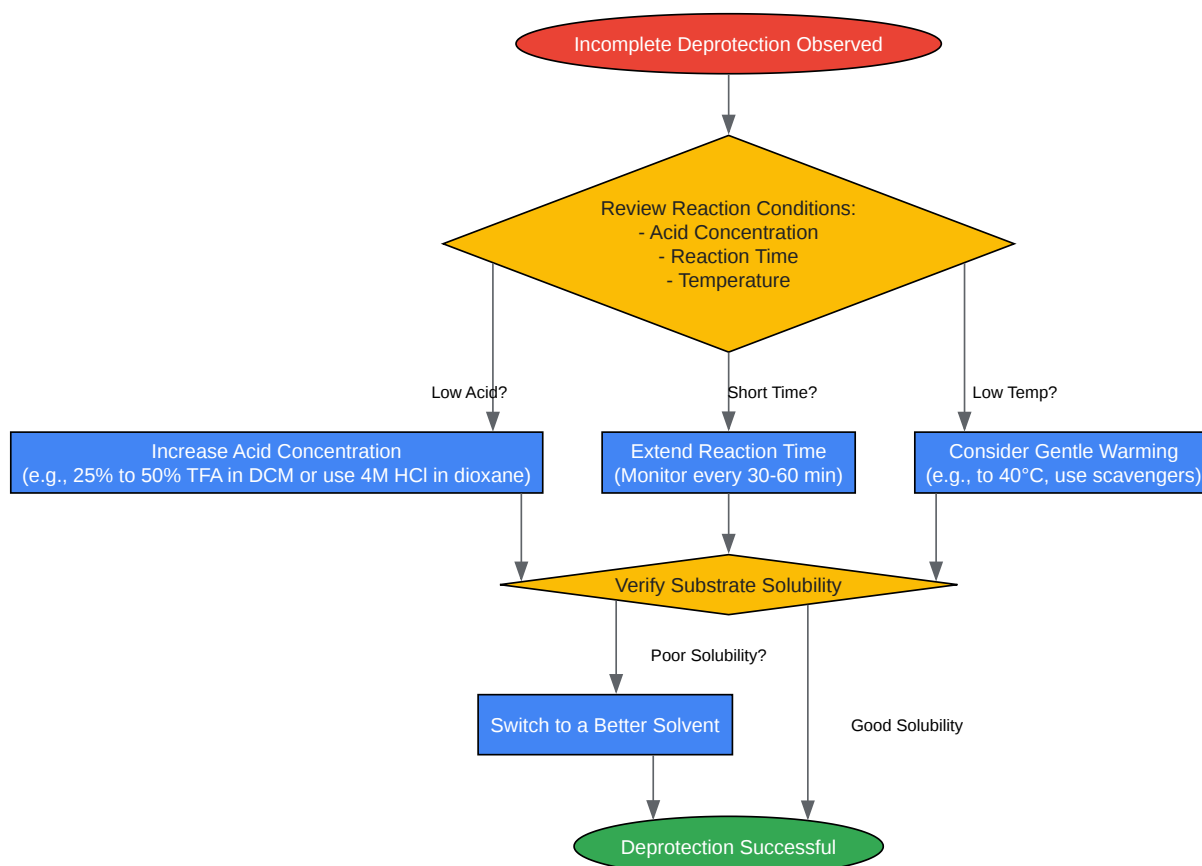 Incomplete Deprotection Observed
Review Reaction Conditions:
- Acid Concentration
- Reaction Time
- Temperature
Low Acid?
Short Time?
Low Temp?
Increase Acid Concentration
(e.g., 25% to 50% TFA in DCM or use 4M HCl in dioxane)
Extend Reaction Time
(Monitor every 30-60 min)
Consider Gentle Warming
(e.g., to 40°C, use scavengers)
Verify Substrate Solubility
Poor Solubility?
Switch to a Better Solvent
Good Solubility
Deprotection Successful